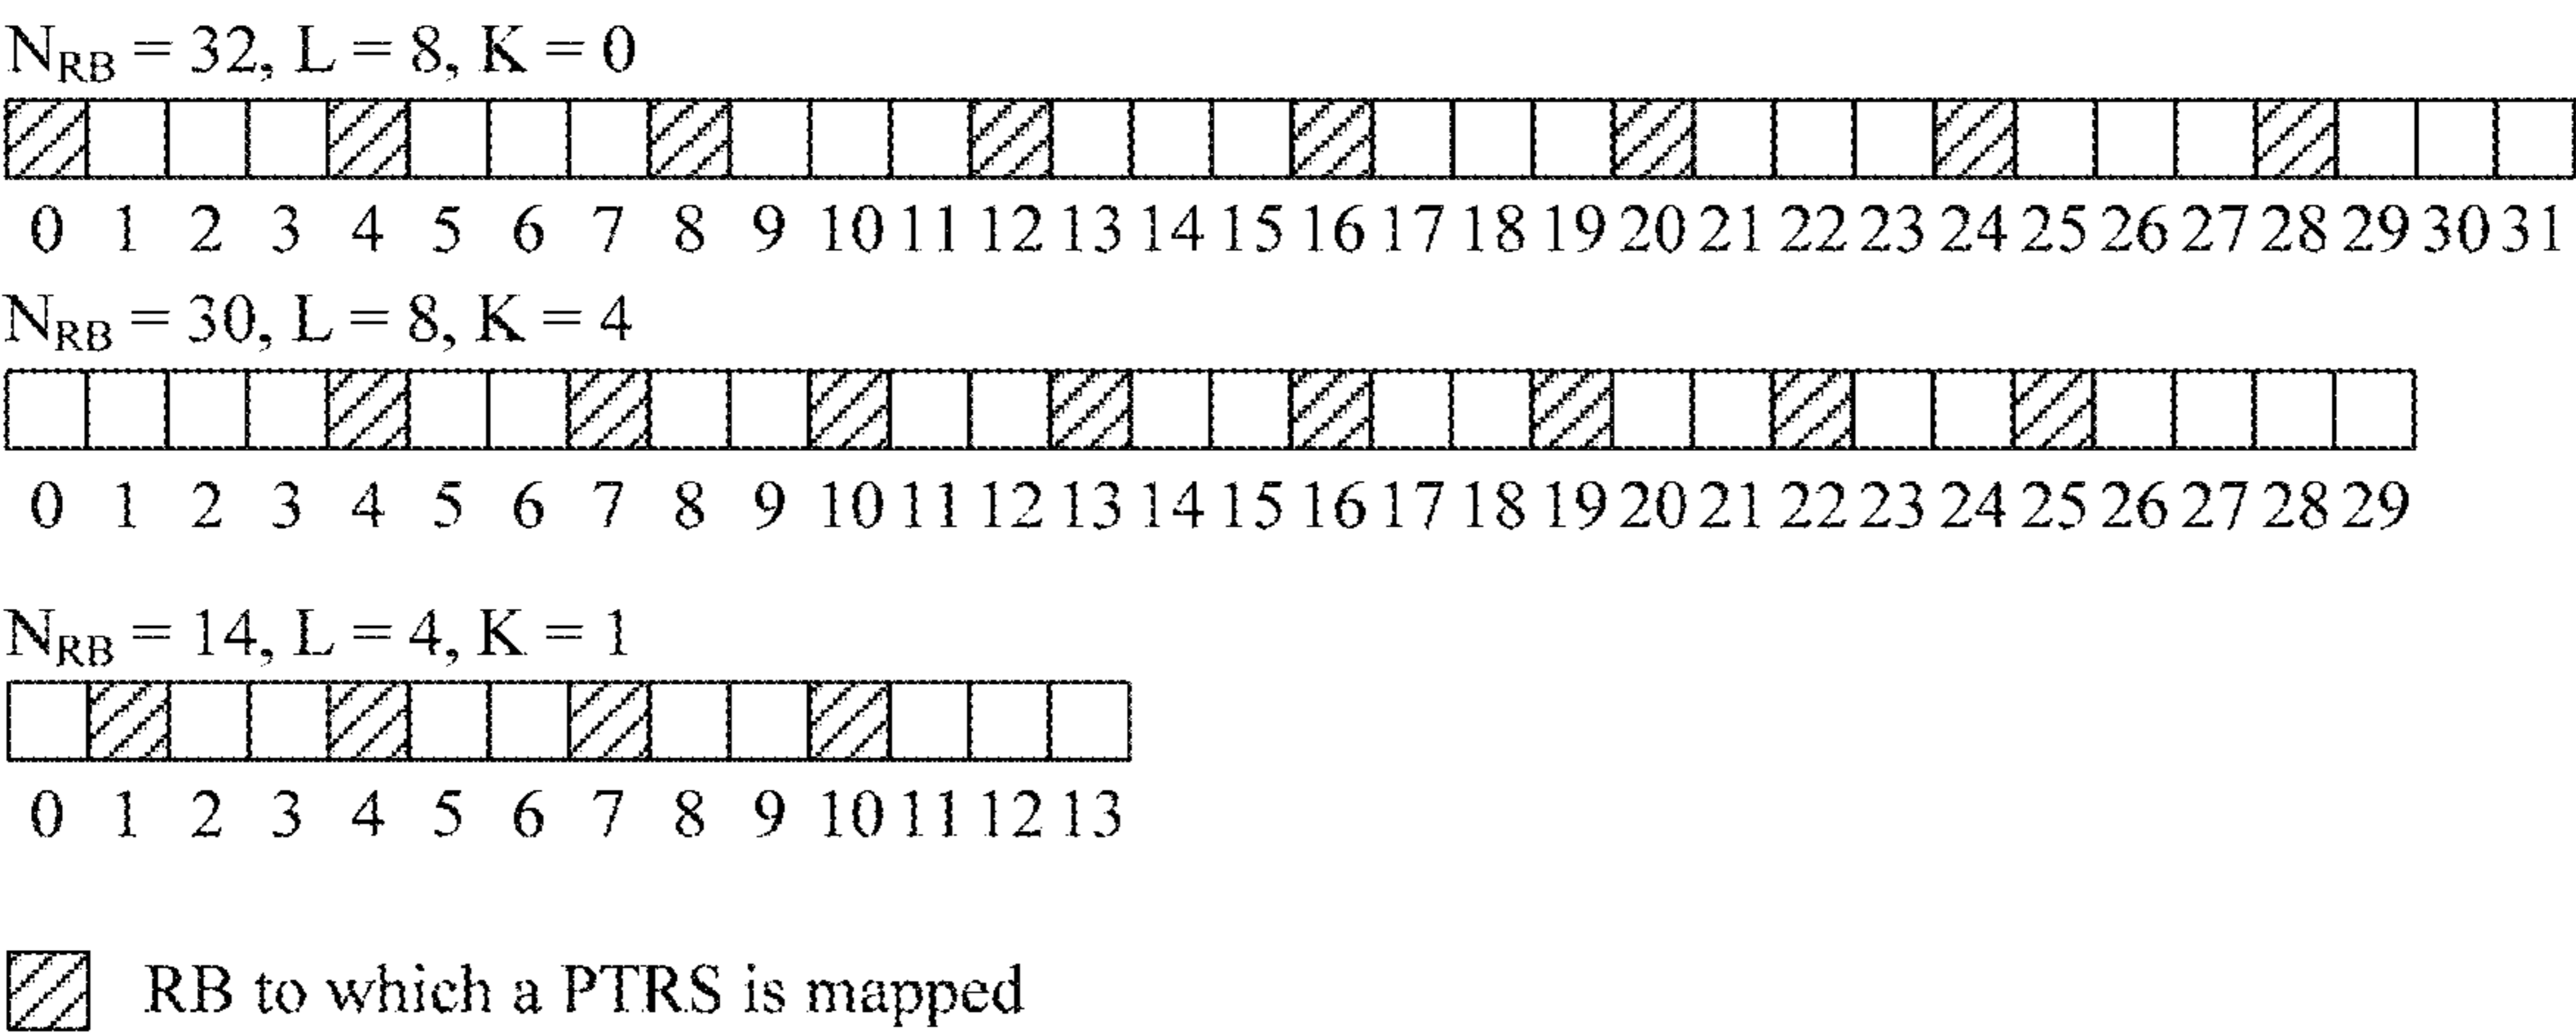 N_RB = 32, L = 8, K = 0
0 1 2 3 4 5 6 7 8 9 10 11 12 13 14 15 16 17 18 19 20 21 22 23 24 25 26 27 28 29 30 31
N_RB = 30, L = 8, K = 4
0 1 2 3 4 5 6 7 8 9 10 11 12 13 14 15 16 17 18 19 20 21 22 23 24 25 26 27 28 29
N_RB = 14, L = 4, K = 1
0 1 2 3 4 5 6 7 8 9 10 11 12 13
RB to which a PTRS is mapped